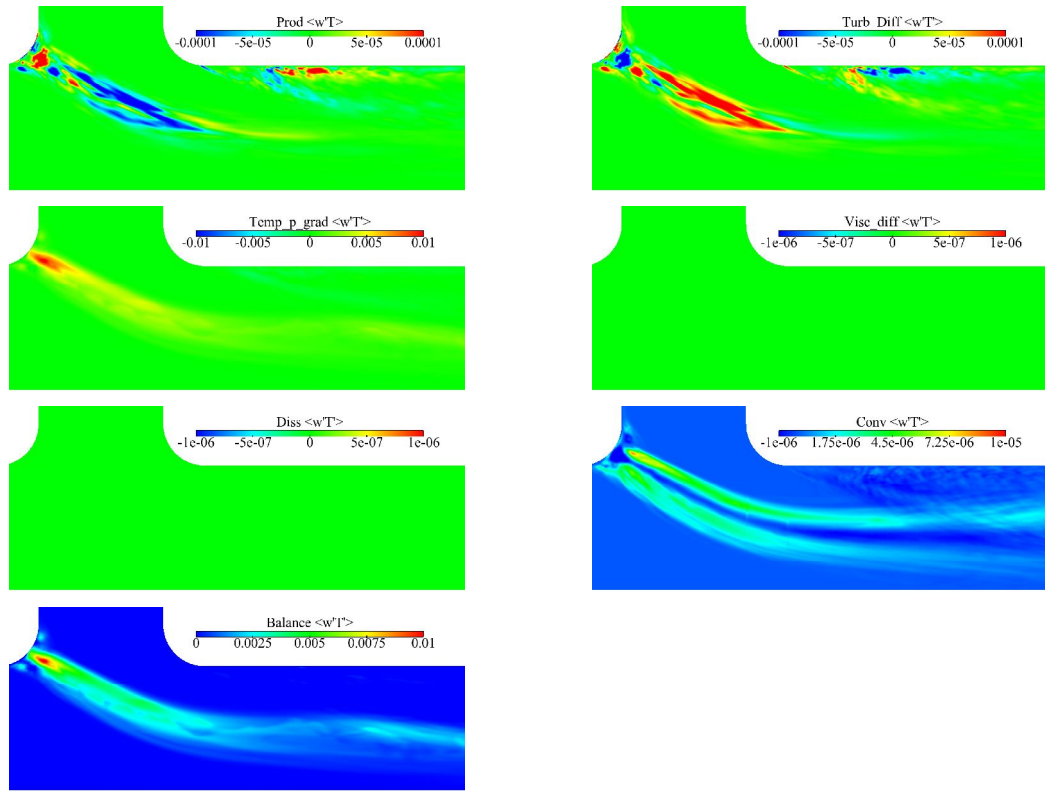 Prod <w'T>
-0.0001 -5e-05 0 5e-05 0.0001
Turb_Diff <w'T'>
-0.0001 -5e-05 0 5e-05 0.0001
Temp_p_grad <w'T'>
-0.01 -0.005 0 0.005 0.01
Visc_diff <w'T'>
-1e-06 -5e-07 0 5e-07 1e-06
Diss <w'T'>
-1e-06 -5e-07 0 5e-07 1e-06
Conv <w'T'>
-1e-06 1.75e-06 4.5e-06 7.25e-06 1e-05
Balance <w'T'>
0 0.0025 0.005 0.0075 0.01